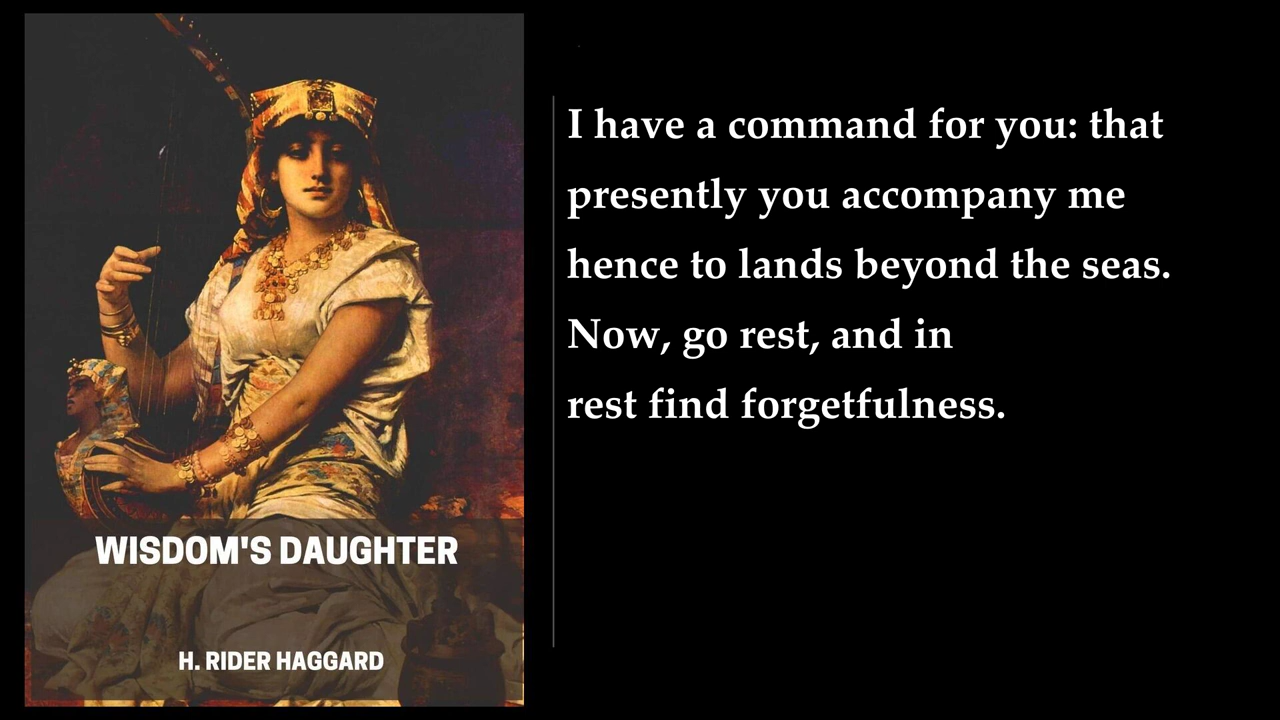 WISDOM'S DAUGHTER
H. RIDER HAGGARD
I have a command for you: that
presently you accompany me
hence to lands beyond the seas.
Now, go rest, and in
rest find forgetfulness.